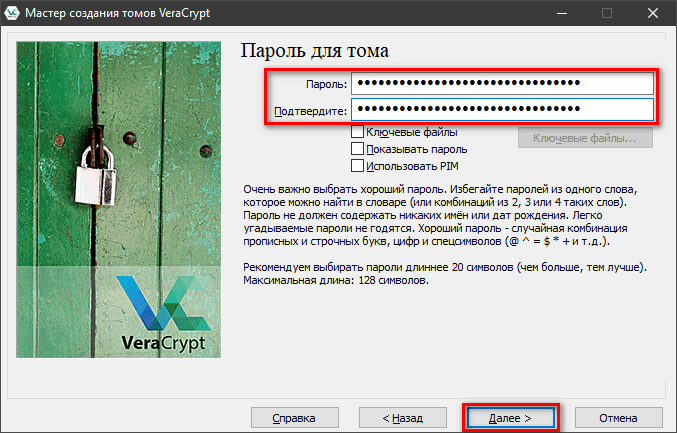 Мастер создания томов VeraCrypt
Пароль для тома
Пароль:
Подтвердите:
Ключевые файлы
Ключевые файлы...
Показывать пароль
Использовать PIM
Очень важно выбрать хороший пароль. Избегайте паролей из одного слова,
которое можно найти в словаре (или комбинаций из 2, 3 или 4 таких слов).
Пароль не должен содержать никаких имён или дат рождения. Легко
угадываемые пароли не годятся. Хороший пароль - случайная комбинация
прописных и строчных букв, цифр и спецсимволов (@ ^ = $ * + и т.д.).
Рекомендуем выбирать пароли длиннее 20 символов (чем больше, тем лучше).
Максимальная длина: 128 символов.
VeraCrypt
Справка
< Назад
Далее >
Отмена